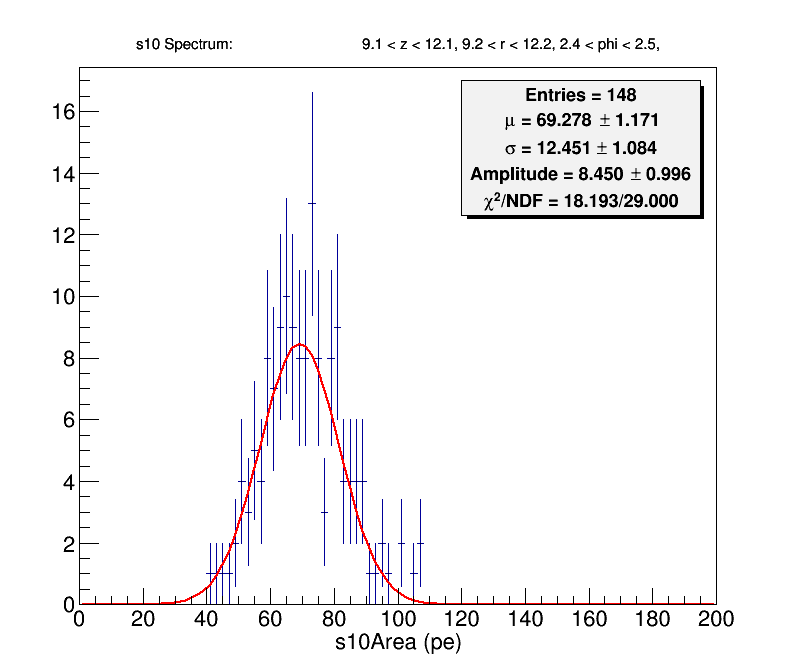 s10 Spectrum: 9.1 < z < 12.1, 9.2 < r < 12.2, 2.4 < phi < 2.5,
Entries = 148
μ = 69.278 ± 1.171
σ = 12.451 ± 1.084
Amplitude = 8.450 ± 0.996
χ²/NDF = 18.193/29.000
16
14
12
10
8
6
4
2
0
0 20 40 60 80 100 120 140 160 180 200
s10Area (pe)